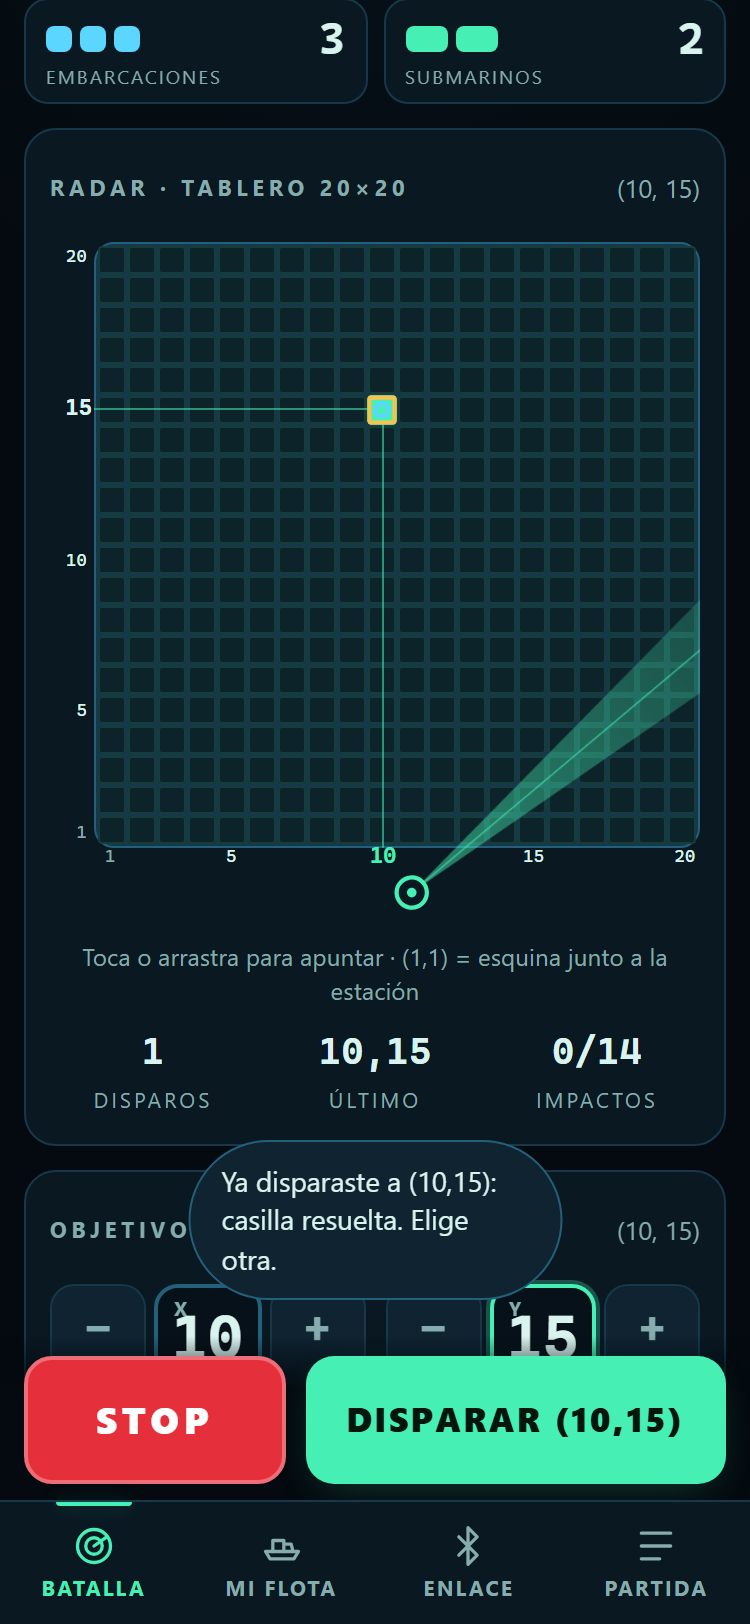 3
EMBARCACIONES
2
SUBMARINOS
RADAR · TABLERO 20×20
(10, 15)
20
15
10
5
1
1
5
10
15
20
Toca o arrastra para apuntar · (1,1) = esquina junto a la
estación
1
10,15
0/14
DISPAROS
ÚLTIMO
IMPACTOS
Ya disparaste a (10,15):
casilla resuelta. Elige
otra.
OBJETIVO
(10, 15)
−
X
10
+
−
Y
15
+
STOP
DISPARAR (10,15)
BATALLA
MI FLOTA
ENLACE
PARTIDA